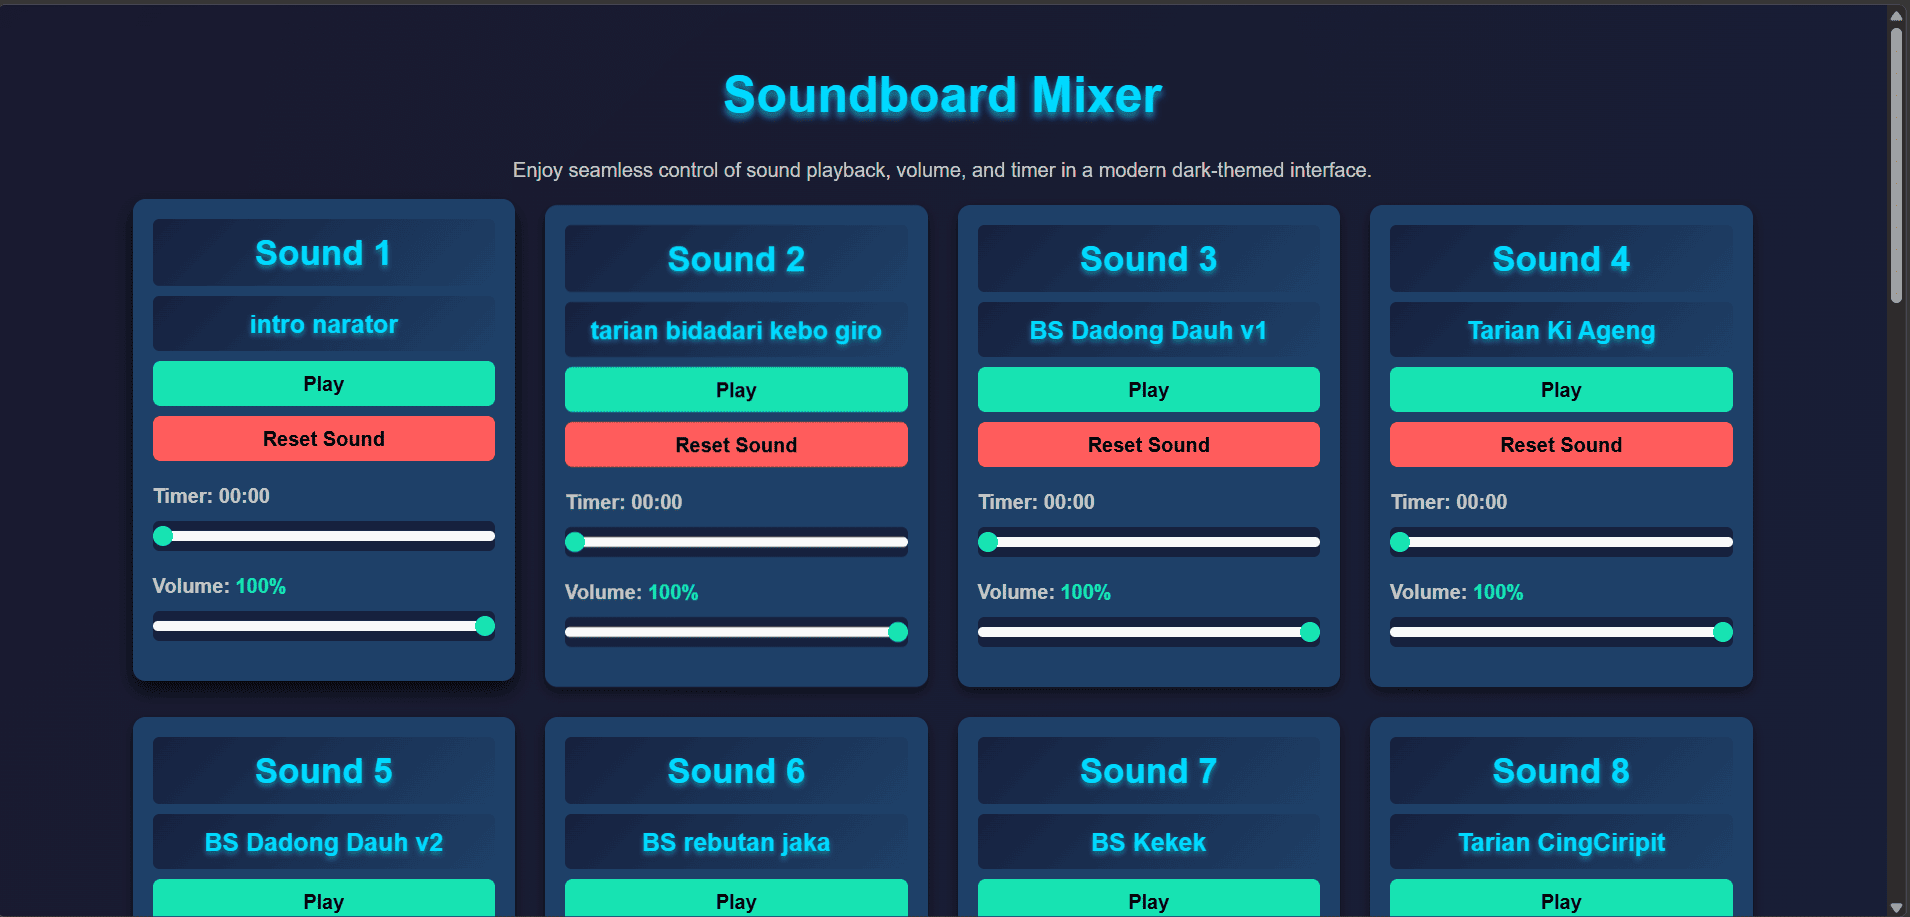 Soundboard Mixer
Enjoy seamless control of sound playback, volume, and timer in a modern dark-themed interface.
Sound 1
intro narator
Play
Reset Sound
Timer: 00:00
Volume: 100%
Sound 2
tarian bidadari kebo giro
Play
Reset Sound
Timer: 00:00
Volume: 100%
Sound 3
BS Dadong Dauh v1
Play
Reset Sound
Timer: 00:00
Volume: 100%
Sound 4
Tarian Ki Ageng
Play
Reset Sound
Timer: 00:00
Volume: 100%
Sound 5
BS Dadong Dauh v2
Play
Sound 6
BS rebutan jaka
Play
Sound 7
BS Kekek
Play
Sound 8
Tarian CingCiripit
Play